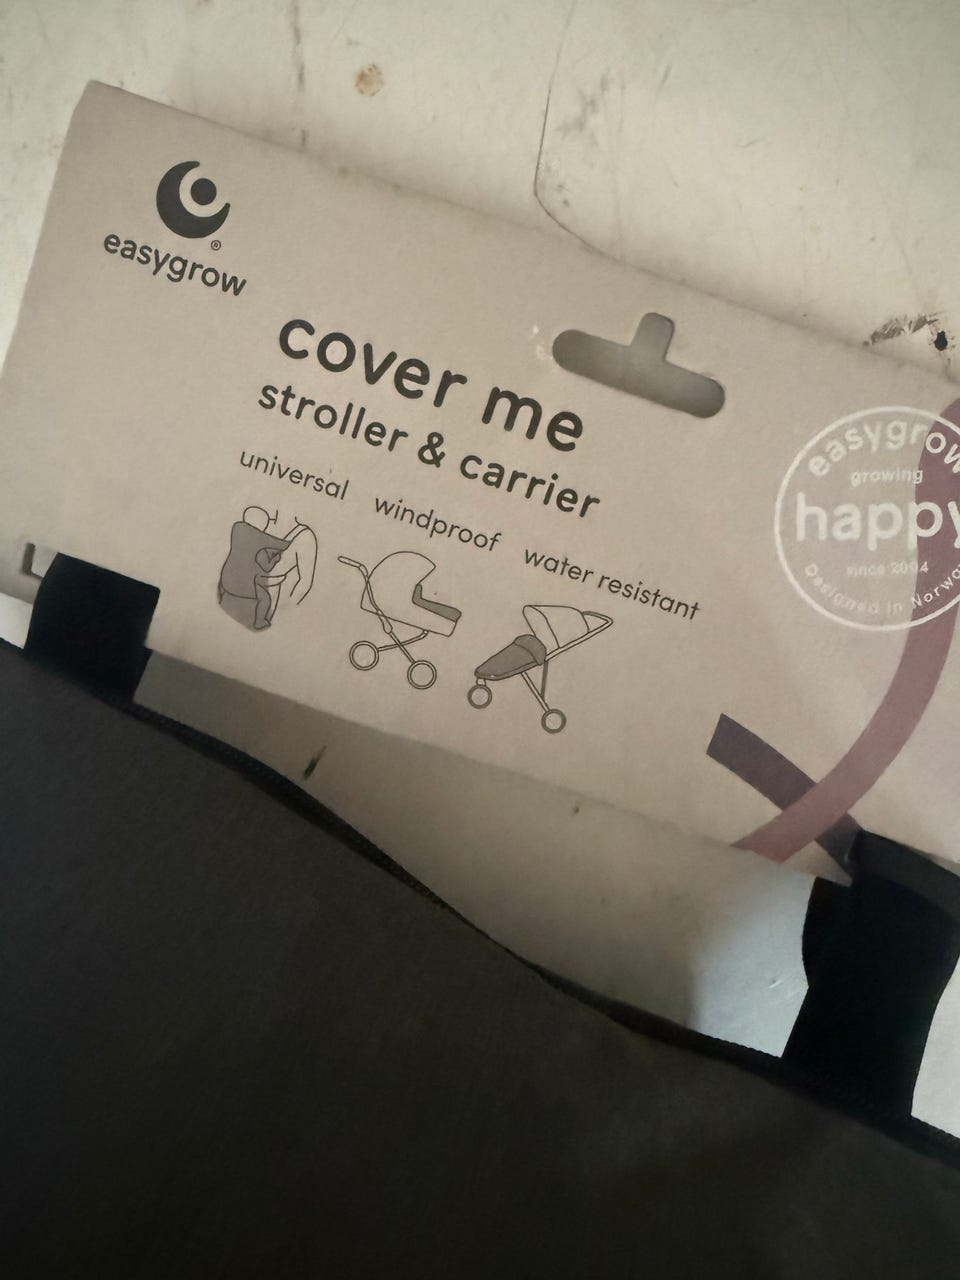 easygrow
cover me
stroller & carrier
universal windproof water resistant
easygrow
growing
happy
since 2004
Designed in Norway